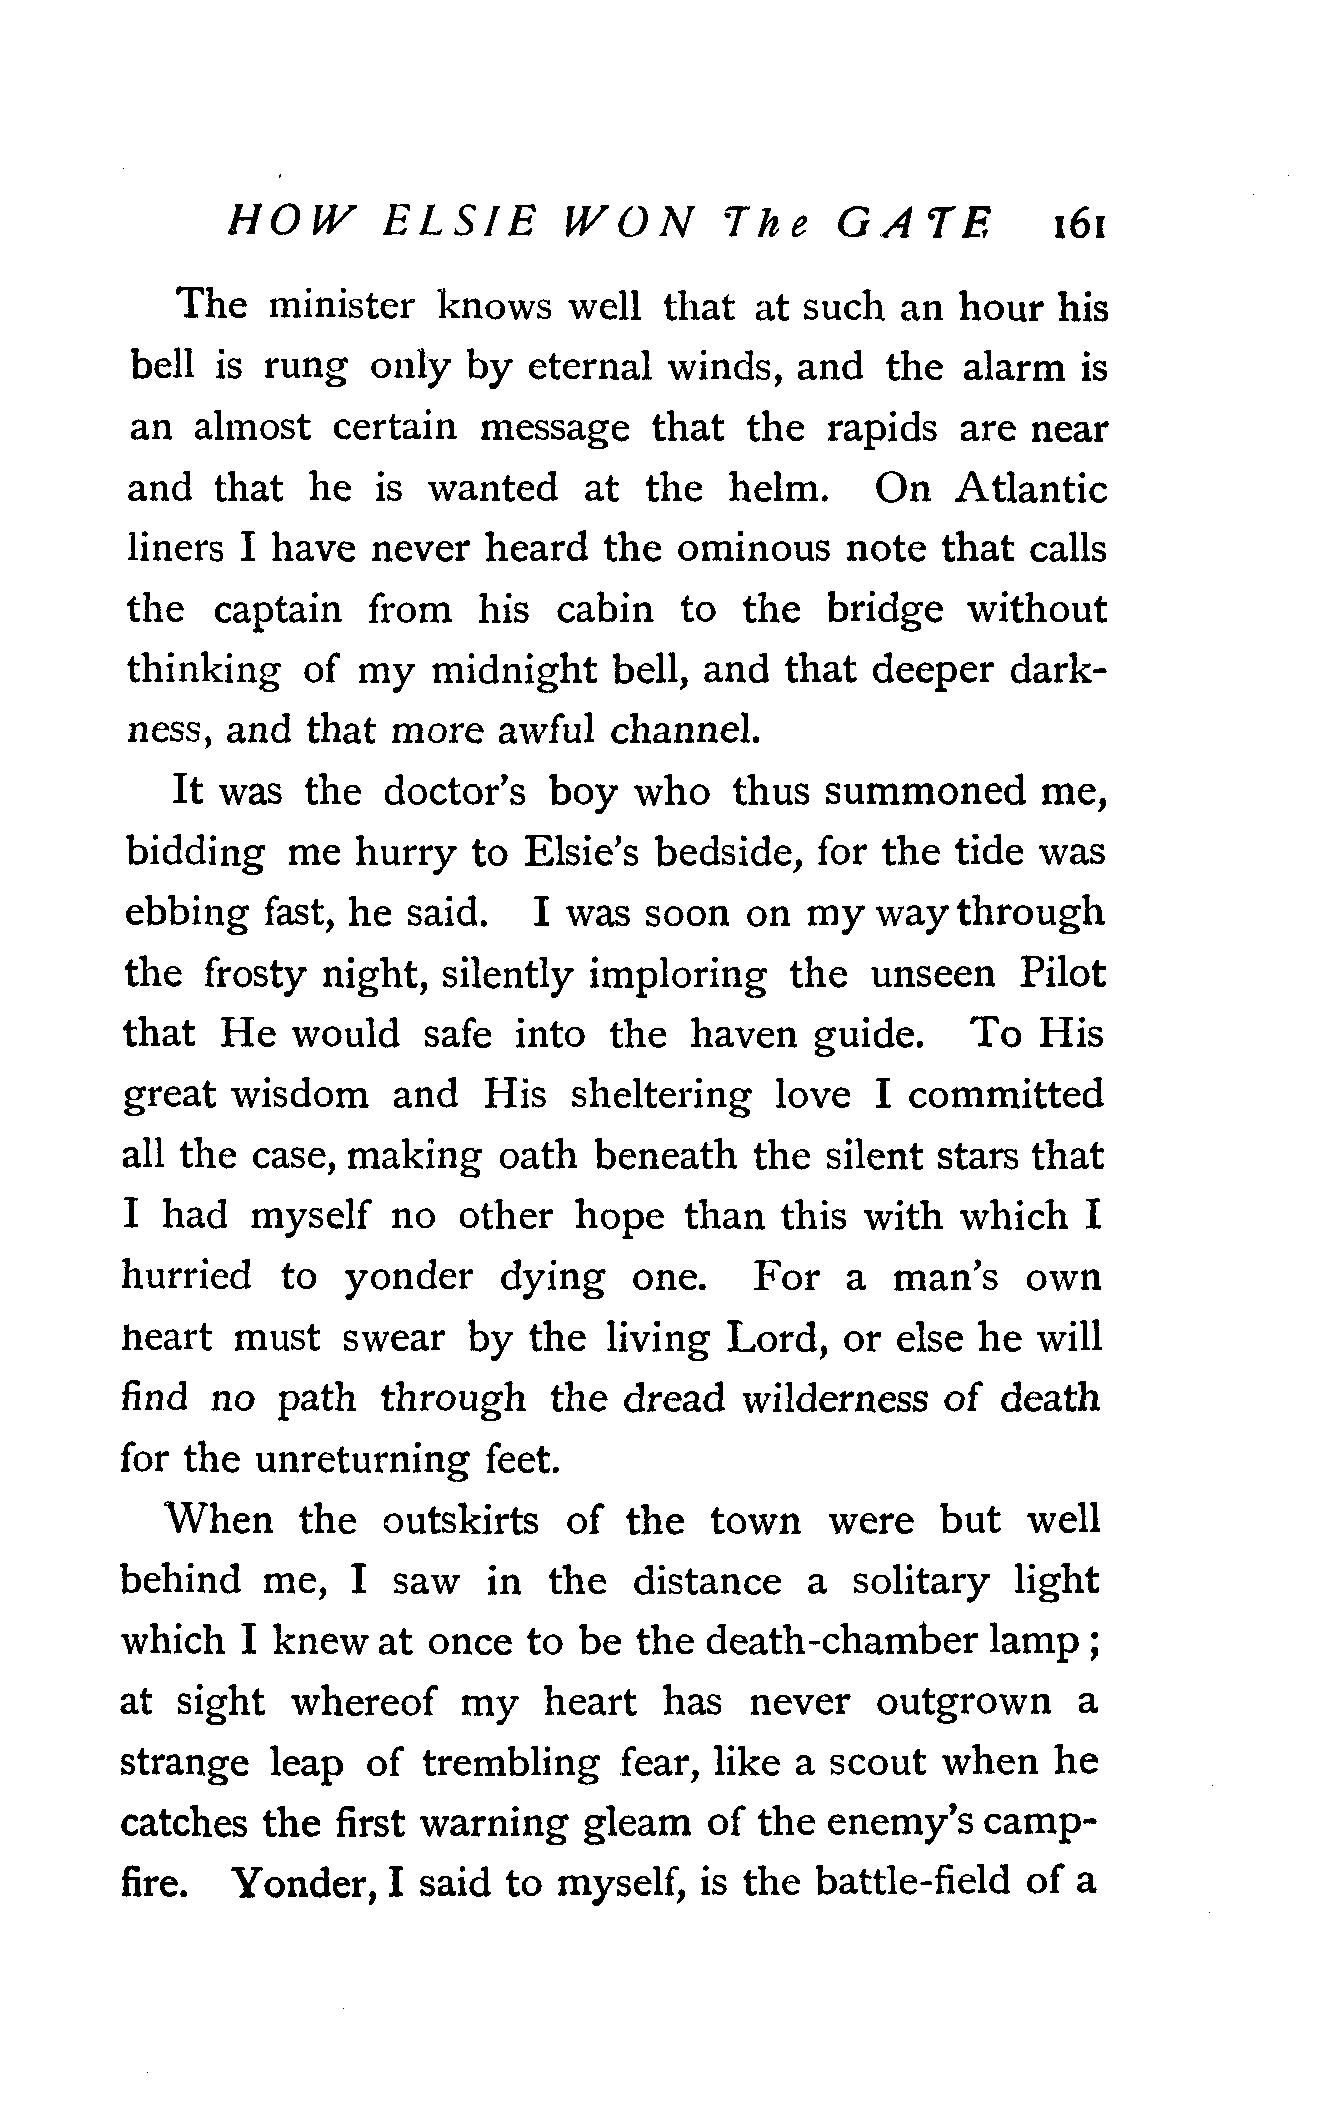 HOW ELSIE WON The GATE 161
The minister knows well that at such an hour his
bell is rung only by eternal winds, and the alarm is
an almost certain message that the rapids are near
and that he is wanted at the helm. On Atlantic
liners I have never heard the ominous note that calls
the captain from his cabin to the bridge without
thinking of my midnight bell, and that deeper dark-
ness, and that more awful channel.
It was the doctor's boy who thus summoned me,
bidding me hurry to Elsie's bedside, for the tide was
ebbing fast, he said. I was soon on my way through
the frosty night, silently imploring the unseen Pilot
that He would safe into the haven guide. To His
great wisdom and His sheltering love I committed
all the case, making oath beneath the silent stars that
I had myself no other hope than this with which I
hurried to yonder dying one. For a man's own
heart must swear by the living Lord, or else he will
find no path through the dread wilderness of death
for the unreturning feet.
When the outskirts of the town were but well
behind me, I saw in the distance a solitary light
which I knew at once to be the death-chamber lamp ;
at sight whereof my heart has never outgrown a
strange leap of trembling fear, like a scout when he
catches the first warning gleam of the enemy's camp-
fire. Yonder, I said to myself, is the battle-field of a